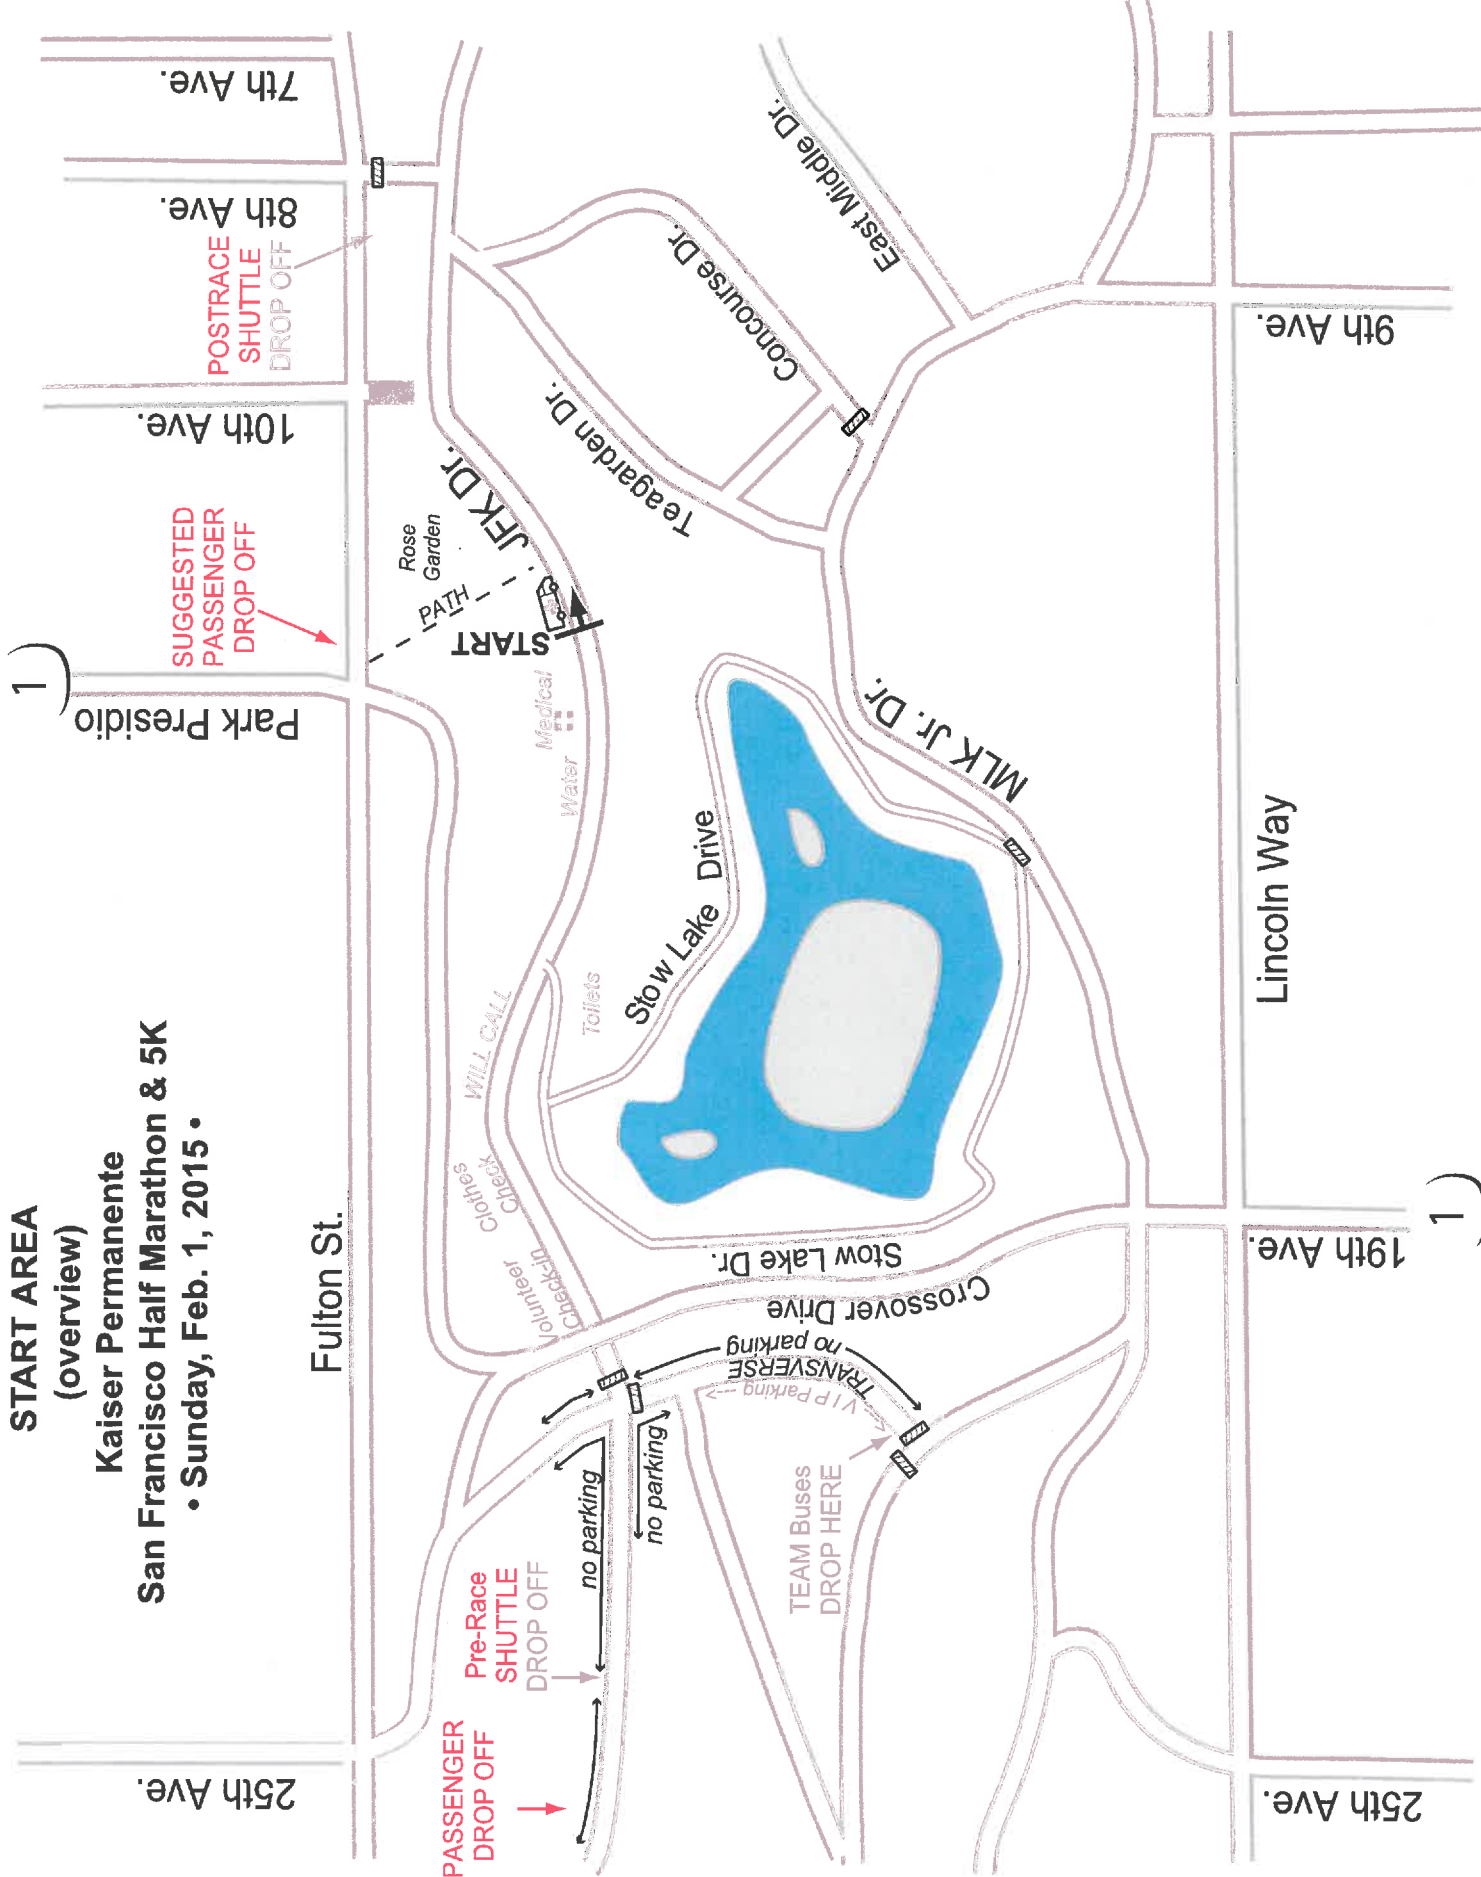 START AREA
(overview)
Kaiser Permanente
San Francisco Half Marathon & 5K
• Sunday, Feb. 1, 2015 •
25th Ave.
Fulton St.
Park Presidio
1
SUGGESTED
PASSENGER
DROP OFF
10th Ave.
POSTRACE
SHUTTLE
DROP OFF
8th Ave.
7th Ave.
PASSENGER
DROP OFF
Pre-Race
SHUTTLE
DROP OFF
no parking
no parking
Volunteer
Check-in
Clothes
Check
WILL CALL
Toilets
Water
Medical
START
PATH
Rose
Garden
JFK Dr.
Teagarden Dr.
Concourse Dr.
East Middle Dr.
Stow Lake Drive
TEAM Buses
DROP HERE
V I P Parking
TRANSVERSE
no parking
Crossover Drive
Stow Lake Dr.
MLK Jr. Dr.
Lincoln Way
25th Ave.
19th Ave.
1
9th Ave.